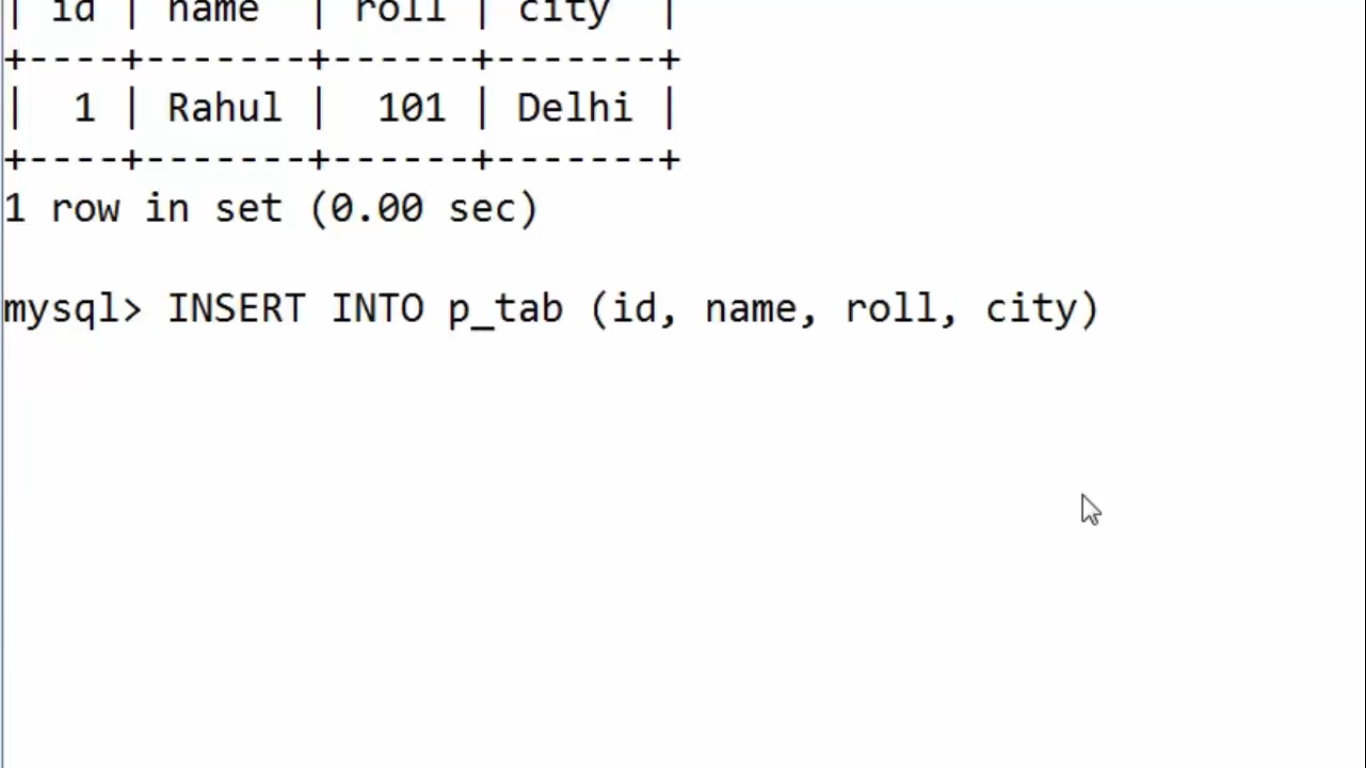 | id | name  | roll | city  |
+----+-------+------+-------+
|  1 | Rahul |  101 | Delhi |
+----+-------+------+-------+
1 row in set (0.00 sec)
mysql> INSERT INTO p_tab (id, name, roll, city)